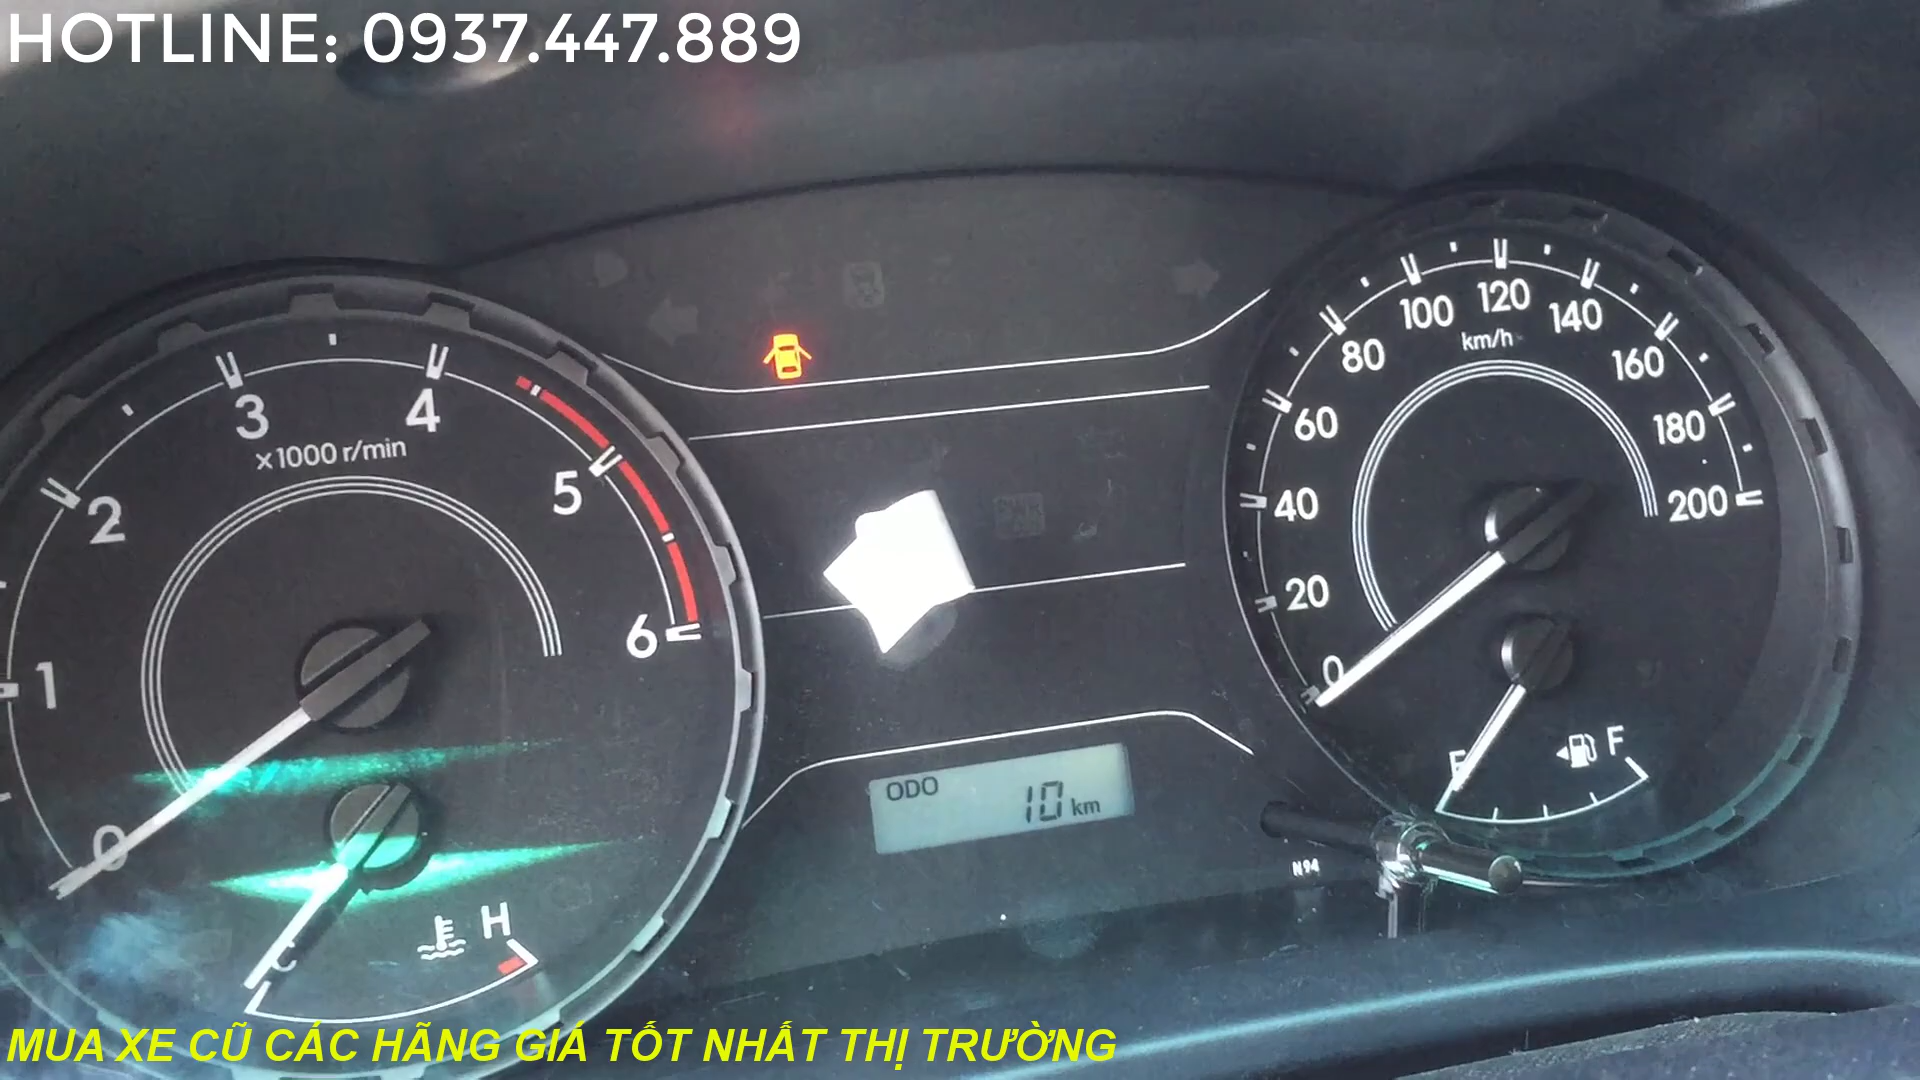 HOTLINE: 0937.447.889
0
1
2
3
4
5
6
x1000 r/min
C
H
0
20
40
60
80
100
120
140
160
180
200
km/h
E
F
ODO
10 km
N94
MUA XE CŨ CÁC HÃNG GIÁ TỐT NHẤT THỊ TRƯỜNG